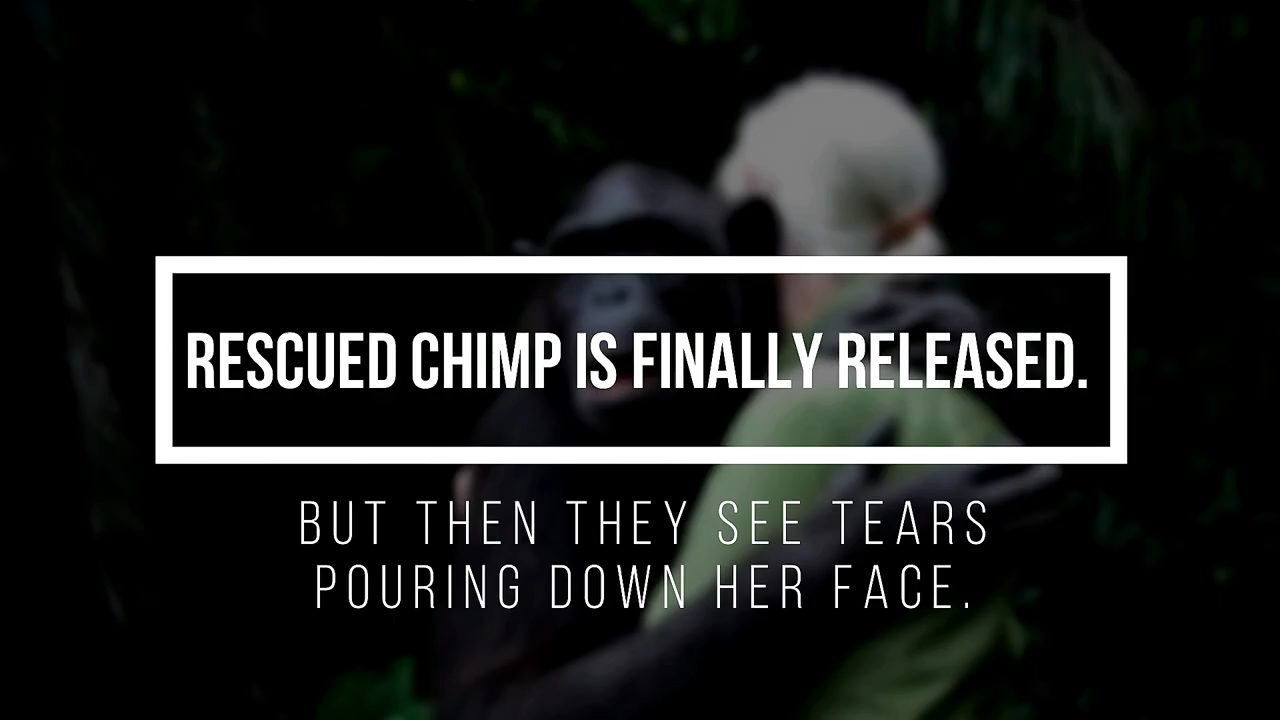 RESCUED CHIMP IS FINALLY RELEASED.
BUT THEN THEY SEE TEARS
POURING DOWN HER FACE.